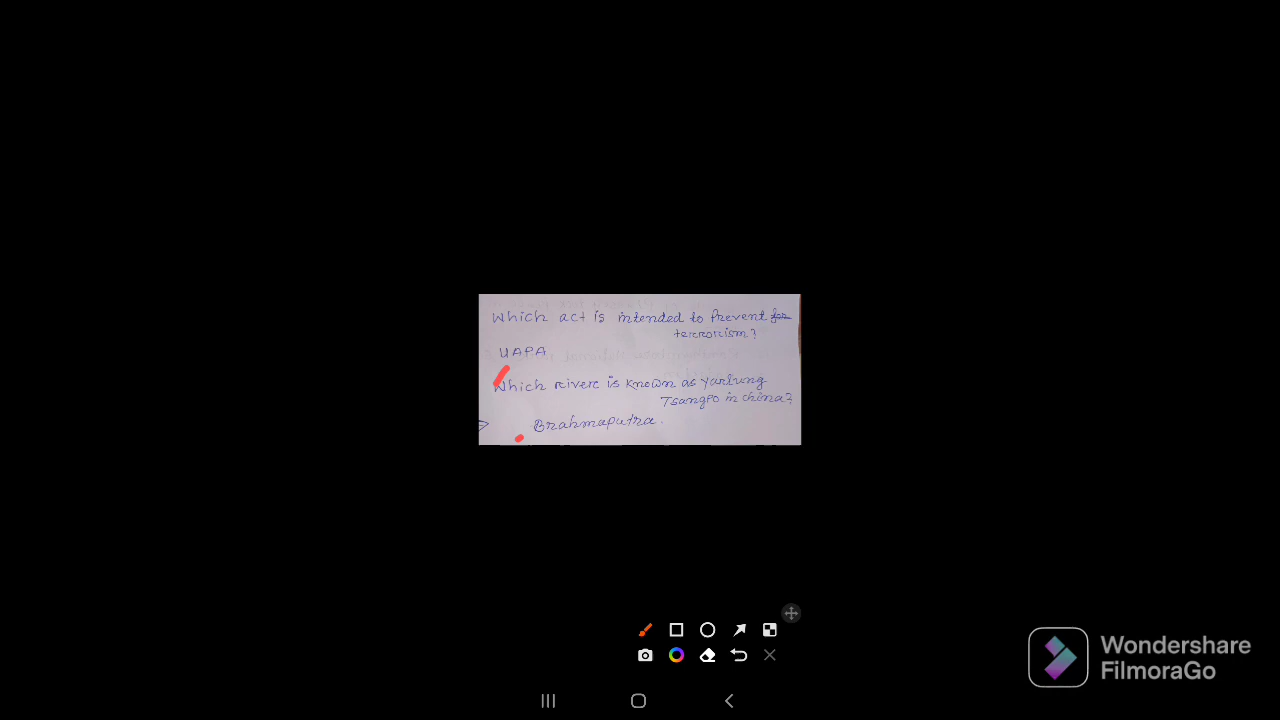 Which act is intended to Prevent for
terrorism?
UAPA
Which river is known as Yarlung
Tsangpo in china?
Brahmaputra.
Wondershare
FilmoraGo